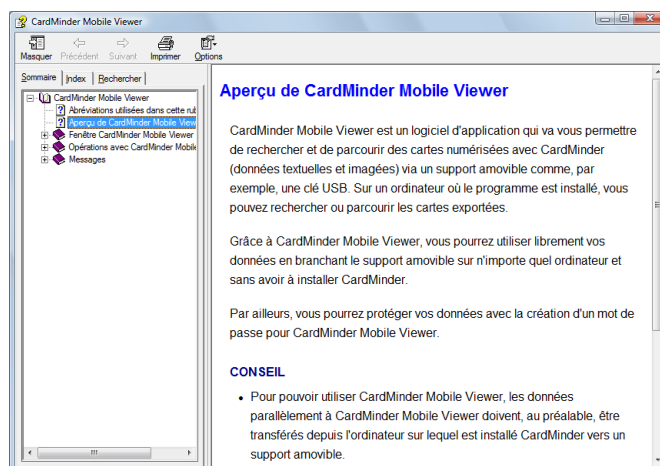 CardMinder Mobile Viewer
Masquer Précédent Suivant Imprimer Options
Sommaire Index Rechercher
CardMinder Mobile Viewer
Abréviations utilisées dans cette rub
Aperçu de CardMinder Mobile View
Fenêtre CardMinder Mobile Viewer
Opérations avec CardMinder Mobile
Messages
Aperçu de CardMinder Mobile Viewer
CardMinder Mobile Viewer est un logiciel d'application qui va vous permettre
de rechercher et de parcourir des cartes numérisées avec CardMinder
(données textuelles et imagées) via un support amovible comme, par
exemple, une clé USB. Sur un ordinateur où le programme est installé, vous
pouvez rechercher ou parcourir les cartes exportées.
Grâce à CardMinder Mobile Viewer, vous pourrez utiliser librement vos
données en branchant le support amovible sur n'importe quel ordinateur et
sans avoir à installer CardMinder.
Par ailleurs, vous pourrez protéger vos données avec la création d'un mot de
passe pour CardMinder Mobile Viewer.
CONSEIL
• Pour pouvoir utiliser CardMinder Mobile Viewer, les données
parallèlement à CardMinder Mobile Viewer doivent, au préalable, être
transférés depuis l'ordinateur sur lequel est installé CardMinder vers un
support amovible.